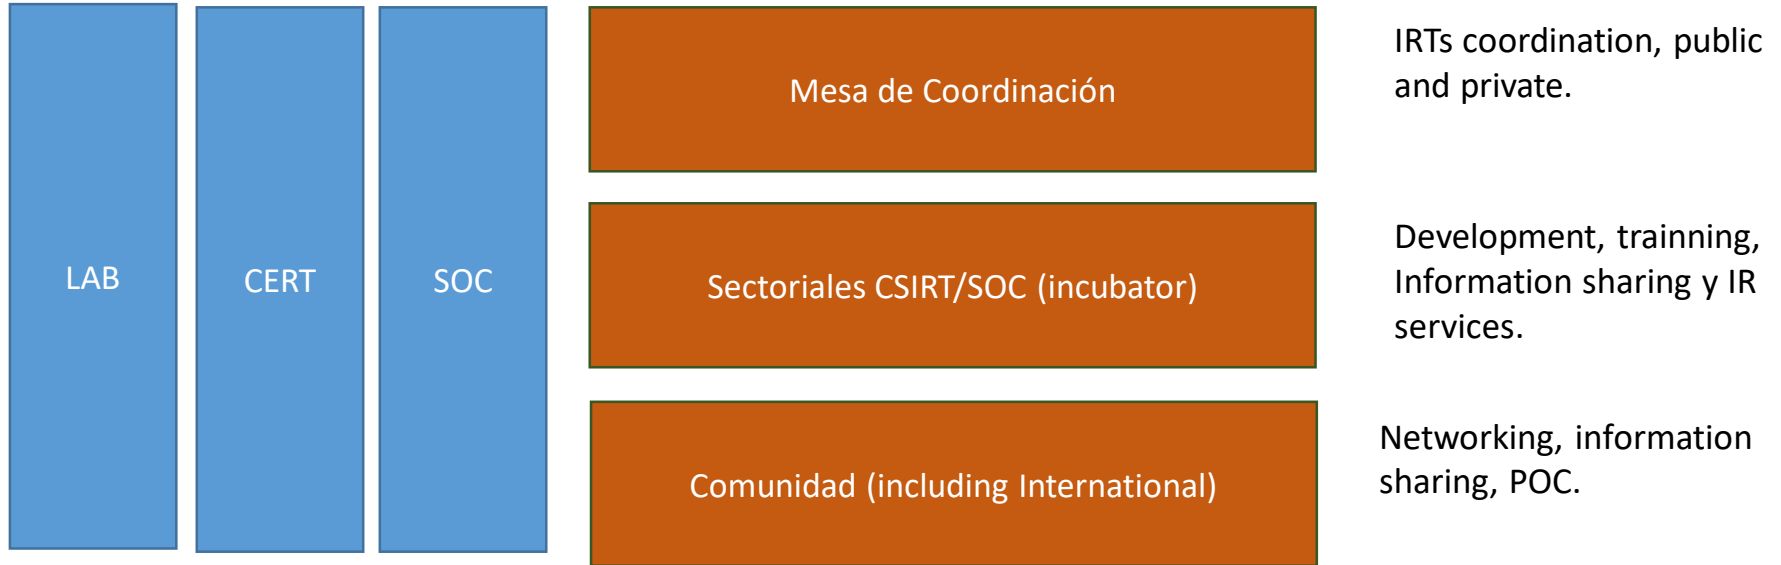 LAB
CERT
SOC
Mesa de Coordinación
IRTs coordination, public
and private.
Sectoriales CSIRT/SOC (incubator)
Development, trainning,
Information sharing y IR
services.
Comunidad (including International)
Networking, information
sharing, POC.